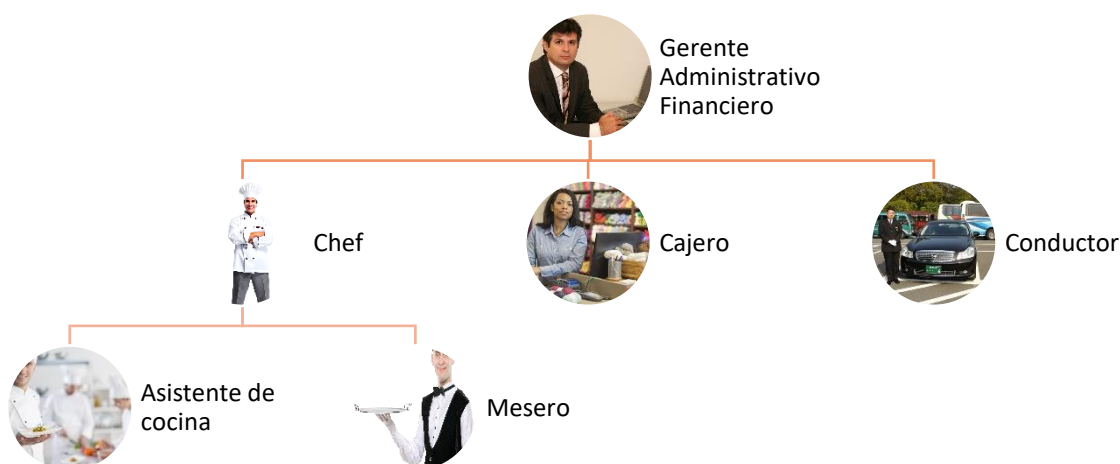 Gerente
Administrativo
Financiero
Chef
Cajero
Conductor
Asistente de
cocina
Mesero